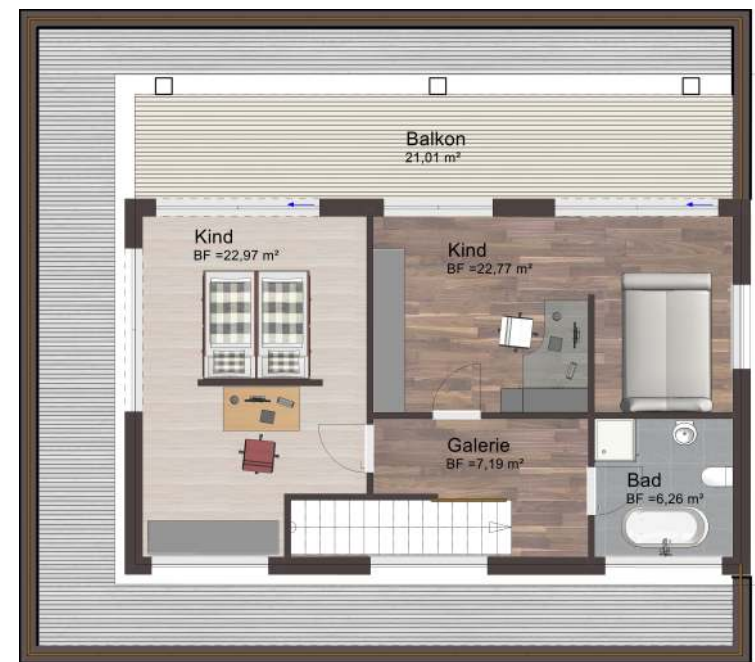 Balkon
21,01 m²
Kind
BF =22,97 m²
Kind
BF =22,77 m²
Galerie
BF =7,19 m²
Bad
BF =6,26 m²